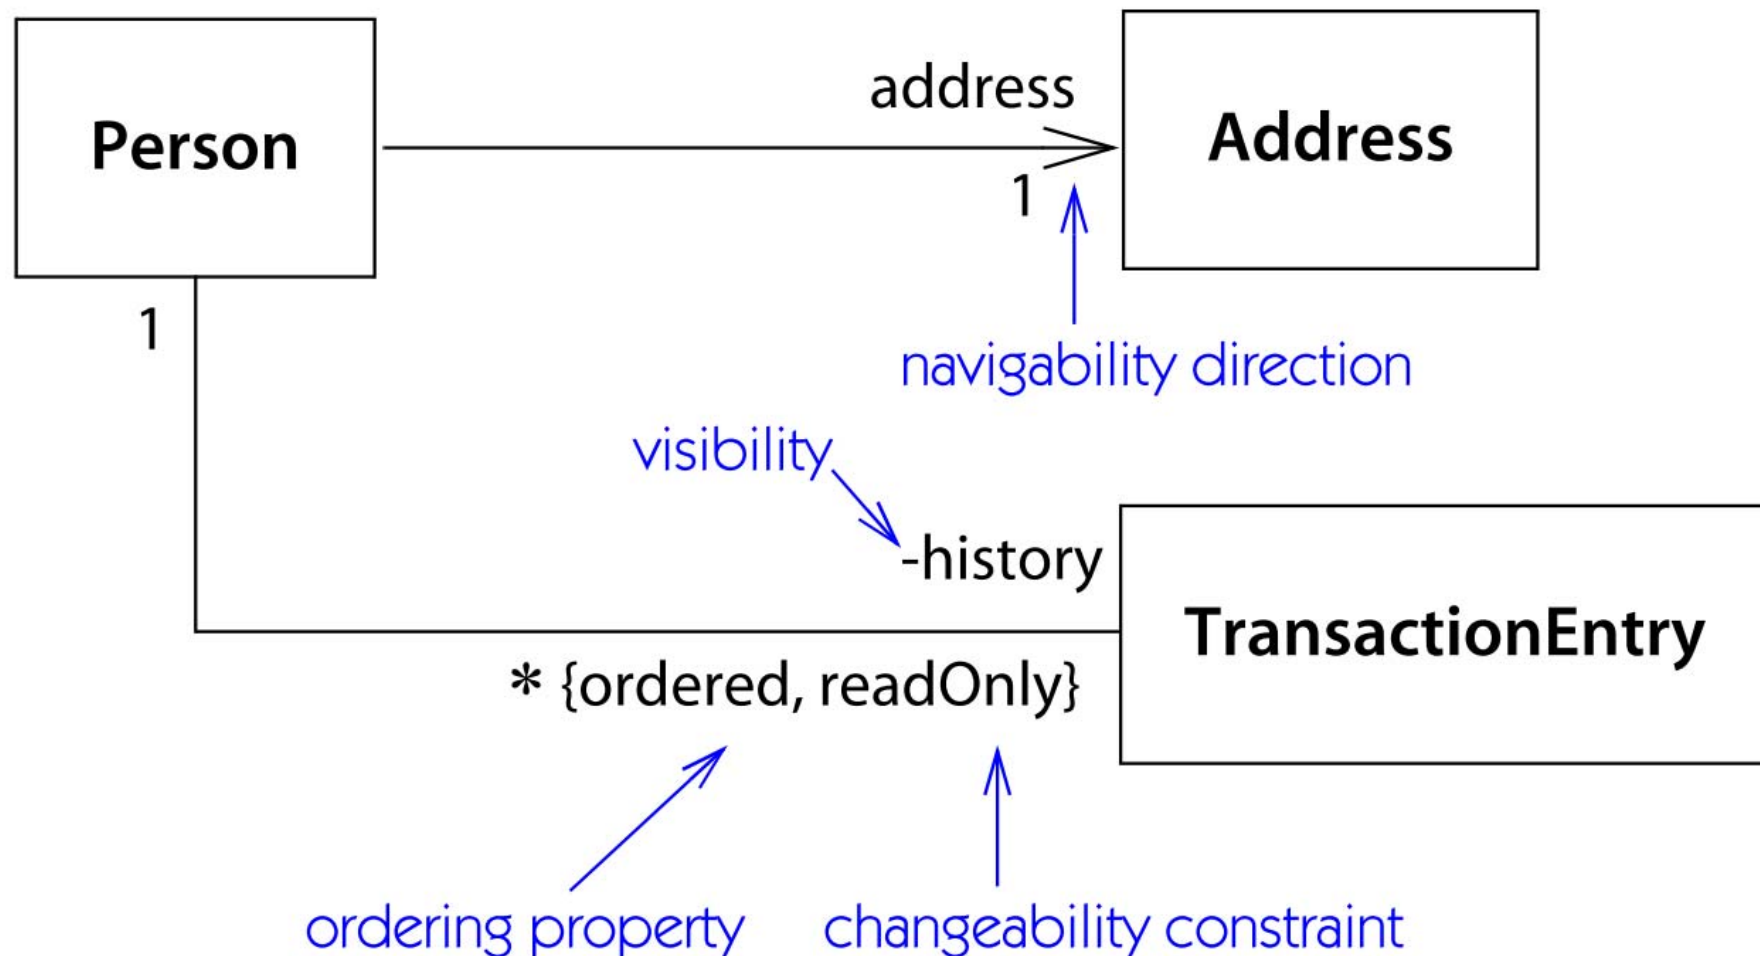 address
Person
Address
1
1
navigability direction
visibility
-history
TransactionEntry
* {ordered, readOnly}
ordering property
changeability constraint